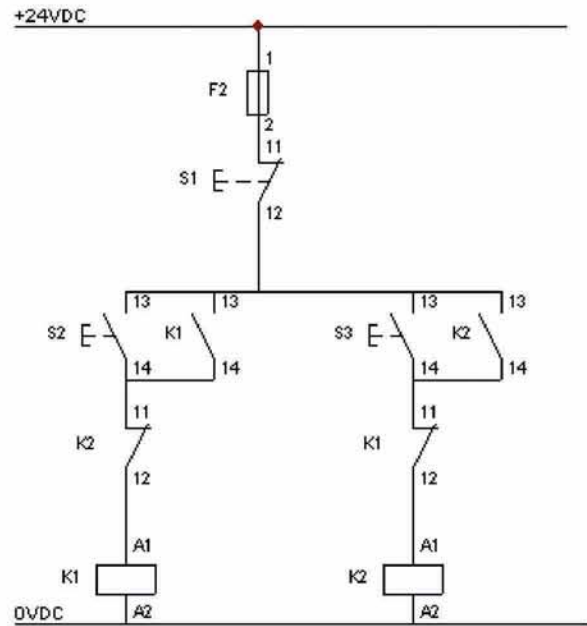 +24VDC
1
F2
2
11
S1
12
13 13 13 13
S2 K1 S3 K2
14 14 14 14
11 11
K2 K1
12 12
A1 A1
K1 K2
0VDC A2 A2